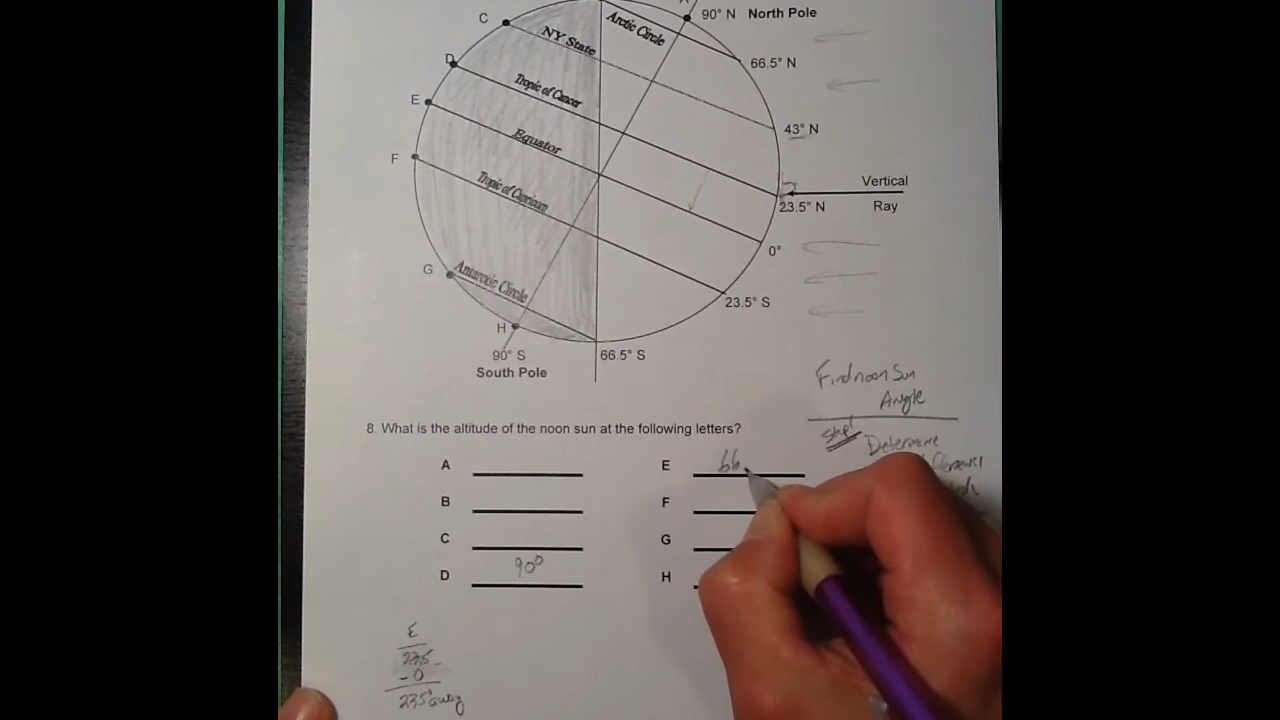 C
NY State
Arctic Circle
90° N North Pole
66.5° N
D
Tropic of Cancer
43° N
E
Equator
Vertical
Ray
23.5° N
F
Tropic of Capricorn
0°
G
Antarctic Circle
23.5° S
H
90° S
South Pole
66.5° S
Find noon Sun
Angle
Step 1
Determine
8. What is the altitude of the noon sun at the following letters?
A
B
C
D 90°
E 66
F
G
H
E
23.5
- 0
23.5° away